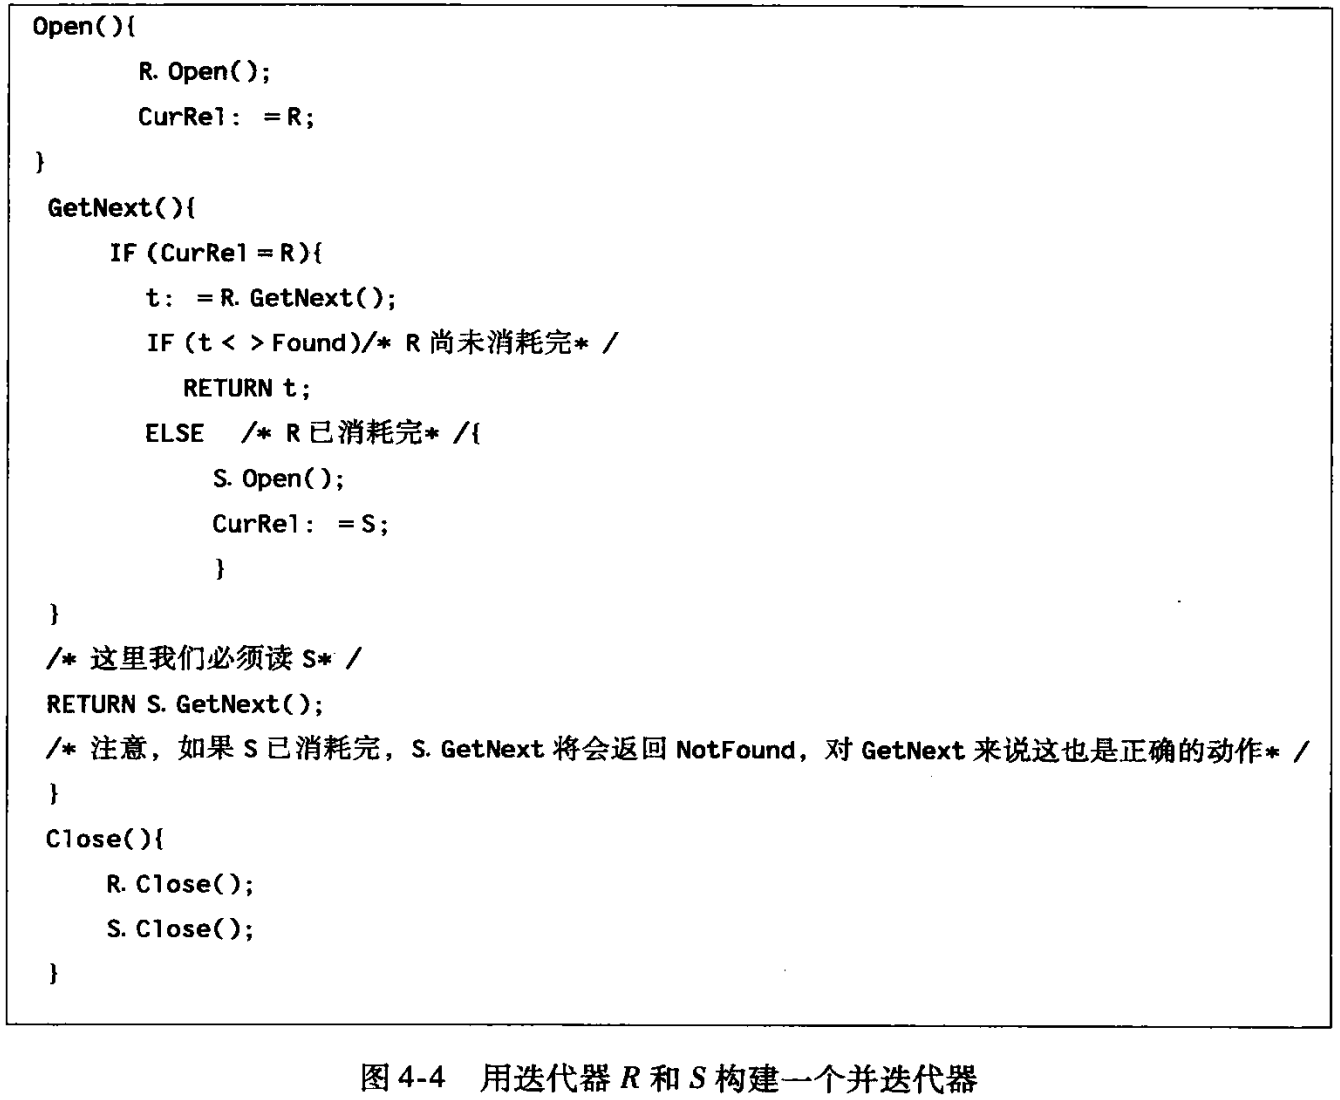 Open(){
R. Open();
CurRel: =R;
}
GetNext(){
IF (CurRel =R){
t: =R. GetNext();
IF (t < > Found)/* R 尚未消耗完* /
RETURN t;
ELSE /* R 已消耗完* /{
S. Open();
CurRel: =S;
}
}
/* 这里我们必须读 S* /
RETURN S. GetNext();
/* 注意，如果 S 已消耗完，S. GetNext 将会返回 NotFound，对 GetNext 来说这也是正确的动作* /
}
Close(){
R. Close();
S. Close();
}
图 4-4 用迭代器 R 和 S 构建一个并迭代器